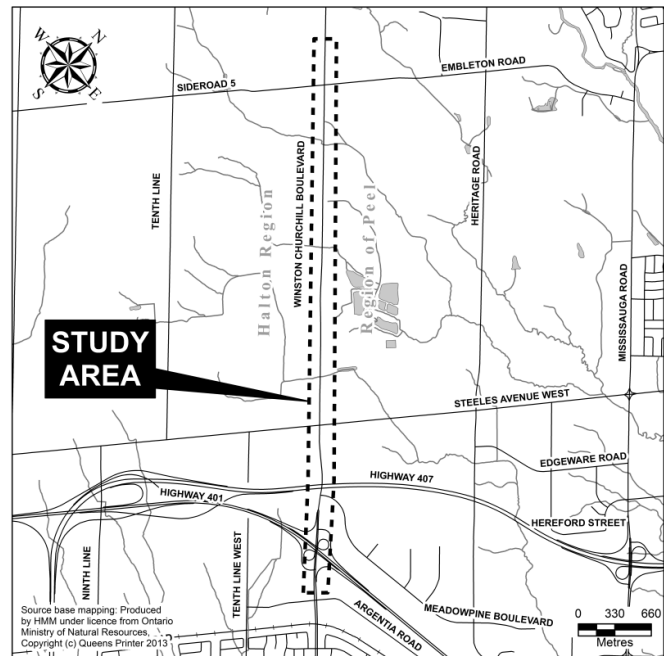 W N
S E
SIDEROAD 5
EMBLETON ROAD
TENTH LINE
WINSTON CHURCHILL BOULEVARD
Halton Region
Region of Peel
HERITAGE ROAD
MISSISSAUGA ROAD
STUDY
AREA
STEELES AVENUE WEST
EDGEWARE ROAD
HIGHWAY 407
HIGHWAY 401
HEREFORD STREET
NINTH LINE
TENTH LINE WEST
MEADOWPINE BOULEVARD
ARGENTIA ROAD
Source base mapping: Produced
by HMM under licence from Ontario
Ministry of Natural Resources,
Copyright (c) Queens Printer 2013
0 330 660
Metres